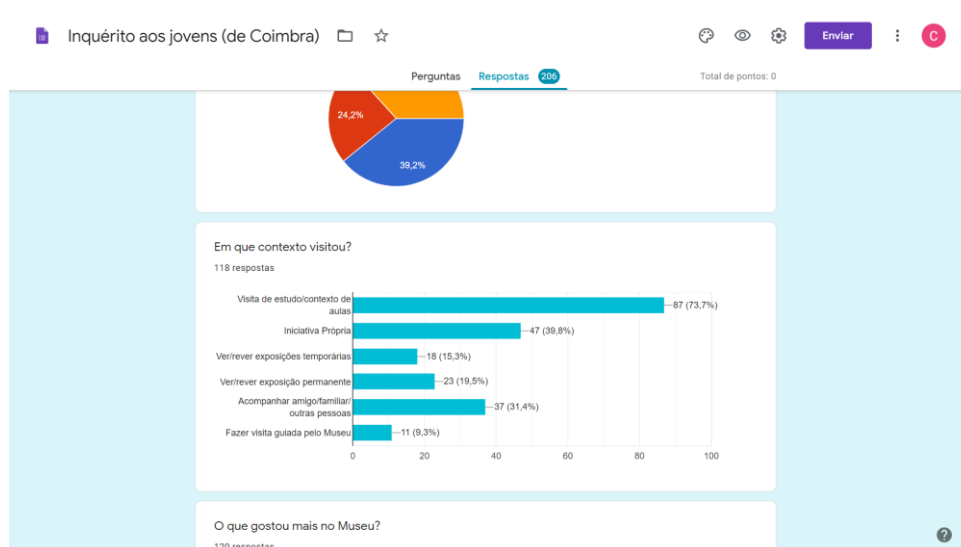 Inquérito aos jovens (de Coimbra)
Enviar
C
Perguntas Respostas 206
Total de pontos: 0
24,2%
39,2%
Em que contexto visitou?
118 respostas
Visita de estudo/contexto de
aulas
87 (73,7%)
Iniciativa Própria
47 (39,8%)
Ver/rever exposições temporárias
18 (15,3%)
Ver/rever exposição permanente
23 (19,5%)
Acompanhar amigo/familiar/
outras pessoas
37 (31,4%)
Fazer visita guiada pelo Museu
11 (9,3%)
0 20 40 60 80 100
O que gostou mais no Museu?
respostas